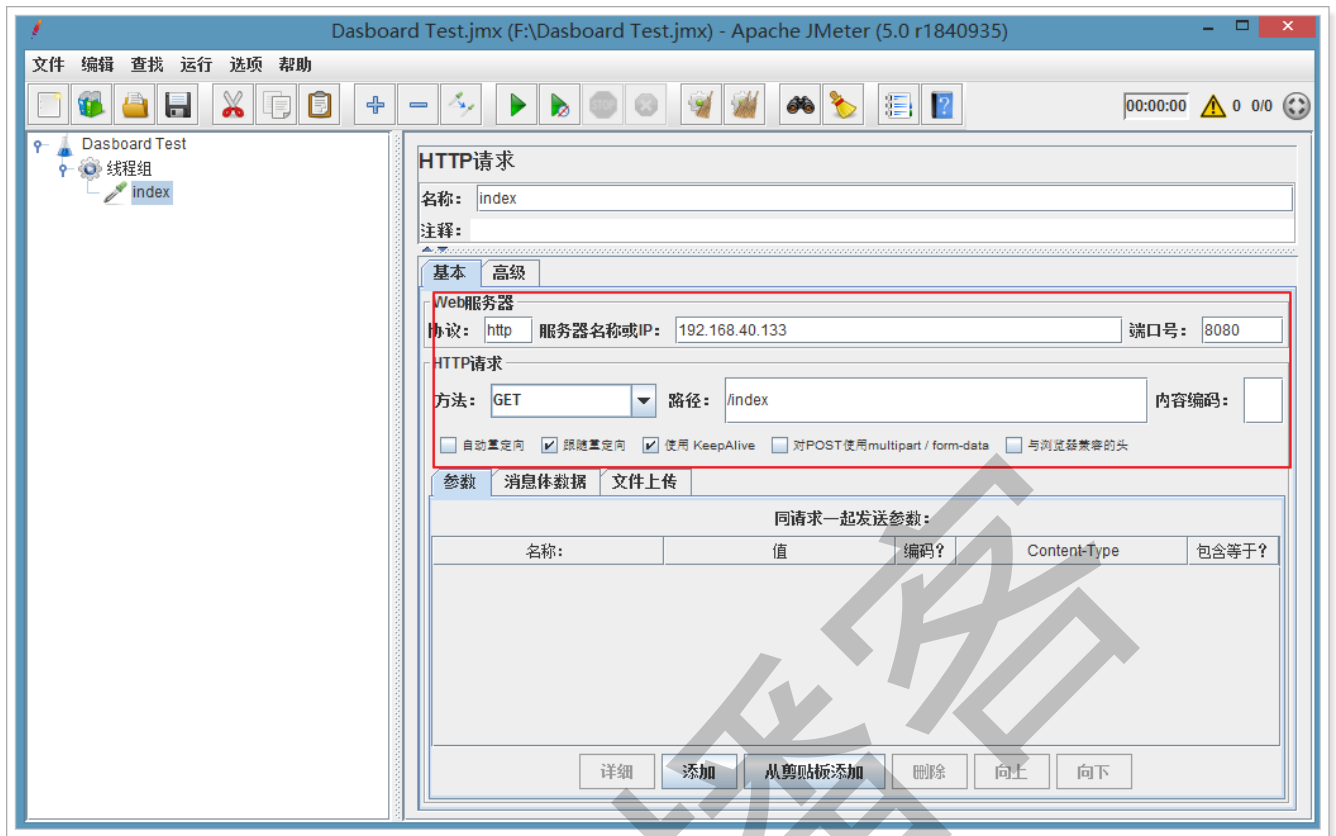 Dasboard Test.jmx (F:\Dasboard Test.jmx) - Apache JMeter (5.0 r1840935)
文件 编辑 查找 运行 选项 帮助
STOP 00:00:00 0 0/0
Dasboard Test
线程组
index
HTTP请求
名称： index
注释：
基本 高级
Web服务器
协议： http 服务器名称或IP： 192.168.40.133 端口号： 8080
HTTP请求
方法： GET 路径： /index 内容编码：
自动重定向 跟随重定向 使用 KeepAlive 对POST使用multipart / form-data 与浏览器兼容的头
参数 消息体数据 文件上传
同请求一起发送参数：
名称: 值 编码? Content-Type 包含等于?
详细 添加 从剪贴板添加 删除 向上 向下